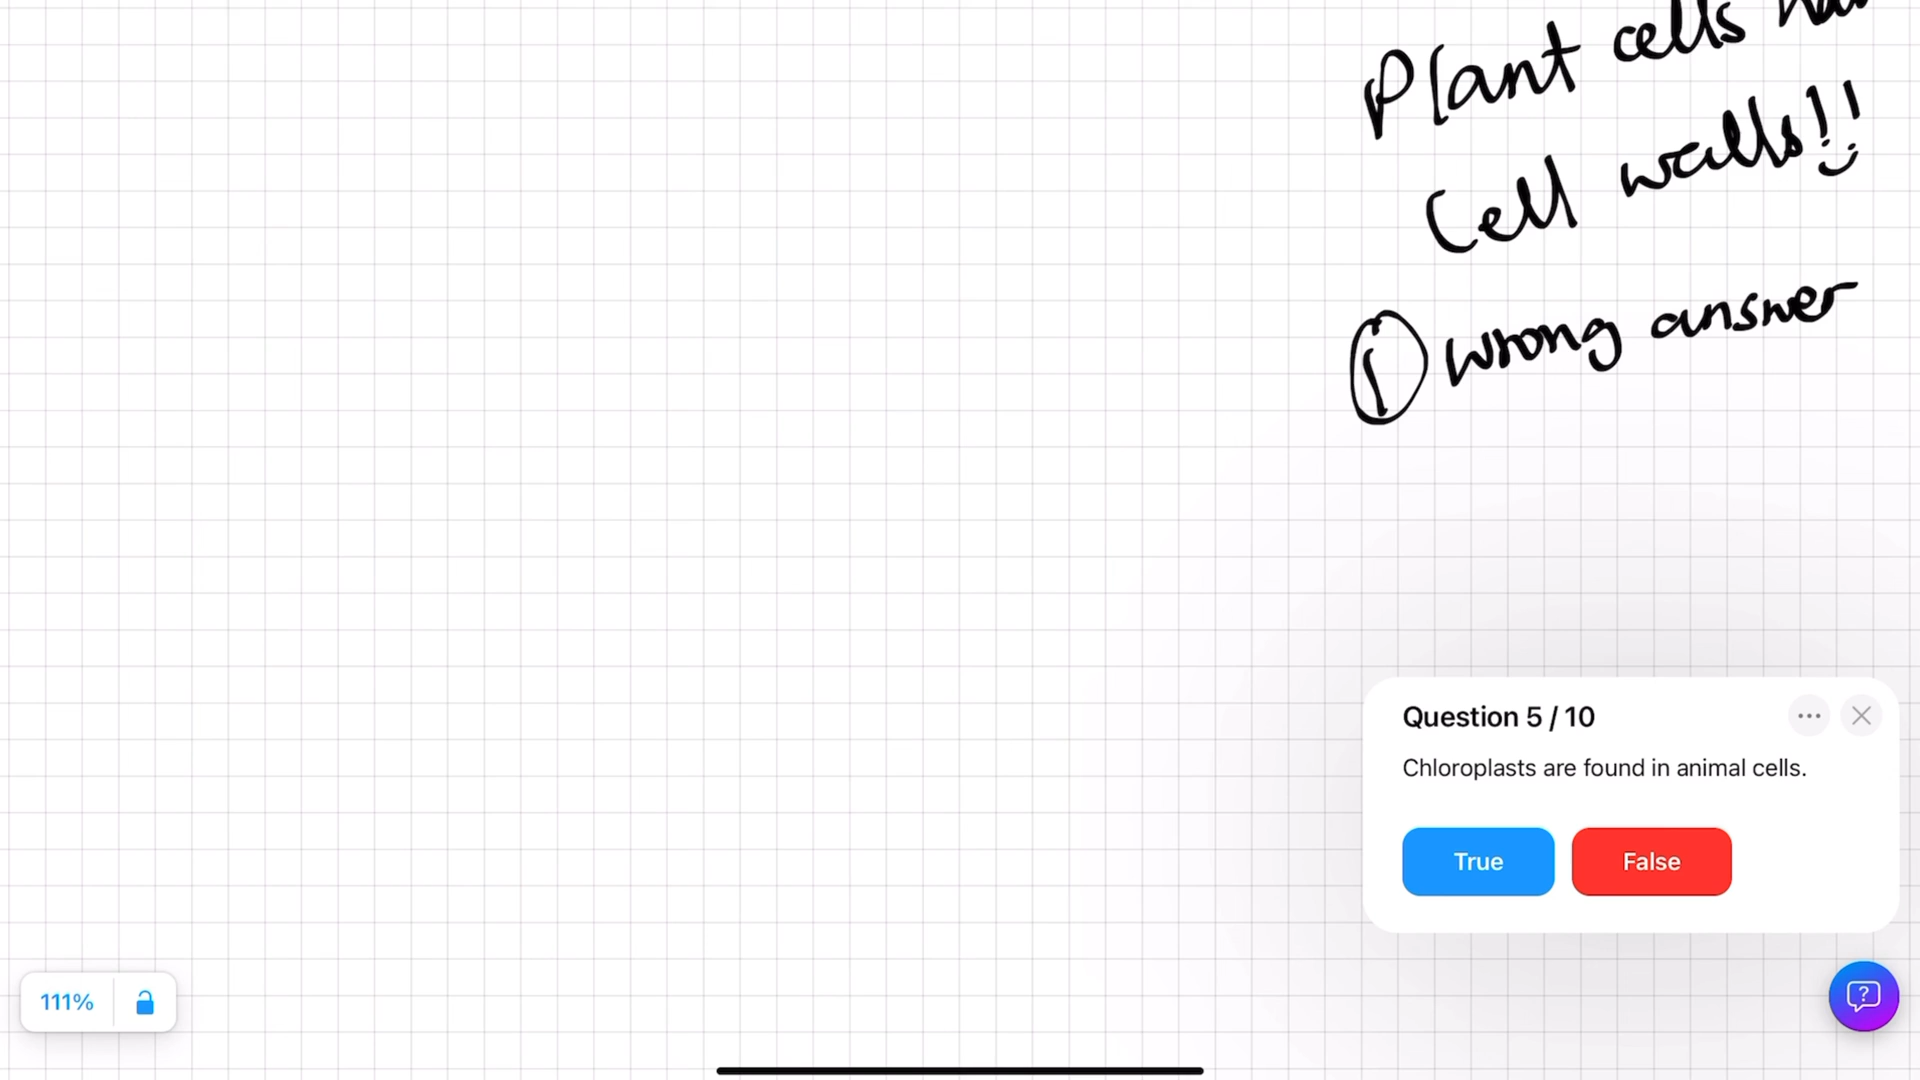 Plant cells
Cell walls!!
① wrong answer
Question 5 / 10
Chloroplasts are found in animal cells.
True
False
111%